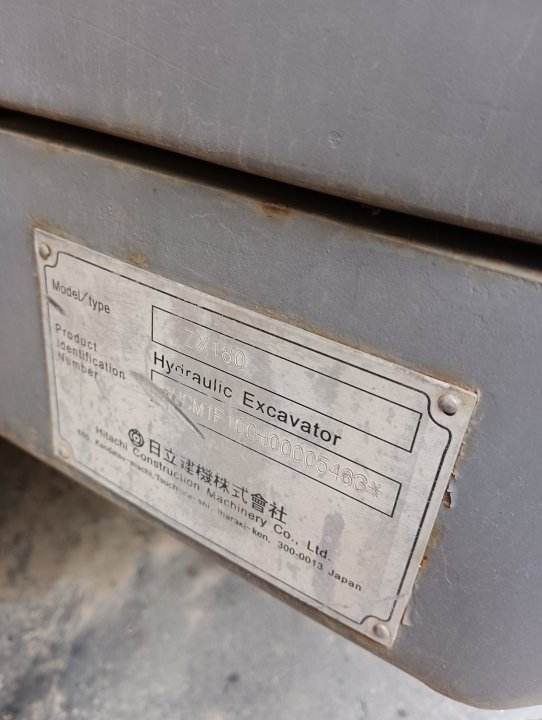 Model/type
ZX160
Hydraulic Excavator
Product
Identification
Number
日立建機株式會社
Hitachi Construction Machinery Co., Ltd.
300-0013 Japan